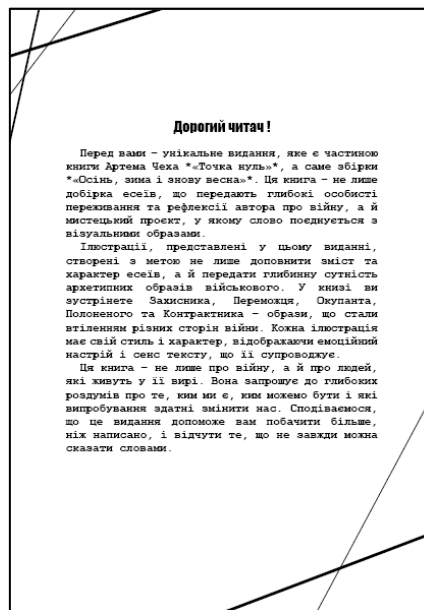 Дорогий читач !
Перед вами – унікальне видання, яке є частиною
книги Артема Чеха *«Точка нуль»*, а саме збірки
*«Осінь, зима і знову весна»*. Ця книга – не лише
добірка есеїв, що передають глибокі особисті
переживання та рефлексії автора про війну, а й
мистецький проєкт, у якому слово поєднується з
візуальними образами.
Ілюстрації, представлені у цьому виданні,
створені з метою не лише доповнити зміст та
характер есеїв, а й передати глибинну сутність
архетипних образів військового. У книзі ви
зустрінете Захисника, Переможця, Окупанта,
Полоненого та Контрактника – образи, що стали
втіленням різних сторін війни. Кожна ілюстрація
має свій стиль і характер, відображаючи емоційний
настрій і сенс тексту, що її супроводжує.
Ця книга – не лише про війну, а й про людей,
які живуть у її вирі. Вона запрошує до глибоких
роздумів про те, ким ми є, ким можемо бути і які
випробування здатні змінити нас. Сподіваємося,
що це видання допоможе вам побачити більше,
ніж написано, і відчути те, що не завжди можна
сказати словами.